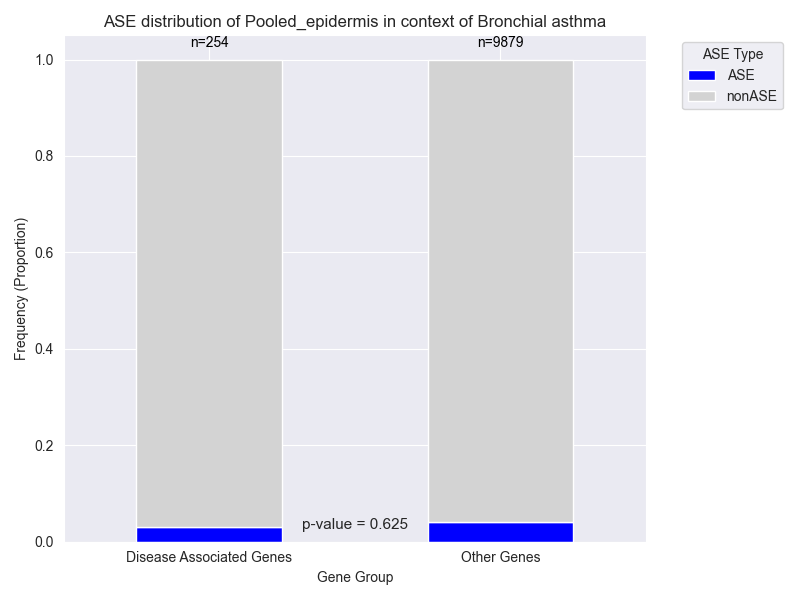 ASE distribution of Pooled_epidermis in context of Bronchial asthma
n=254
n=9879
ASE Type
ASE
nonASE
1.0
0.8
0.6
0.4
0.2
0.0
Frequency (Proportion)
p-value = 0.625
Disease Associated Genes
Other Genes
Gene Group